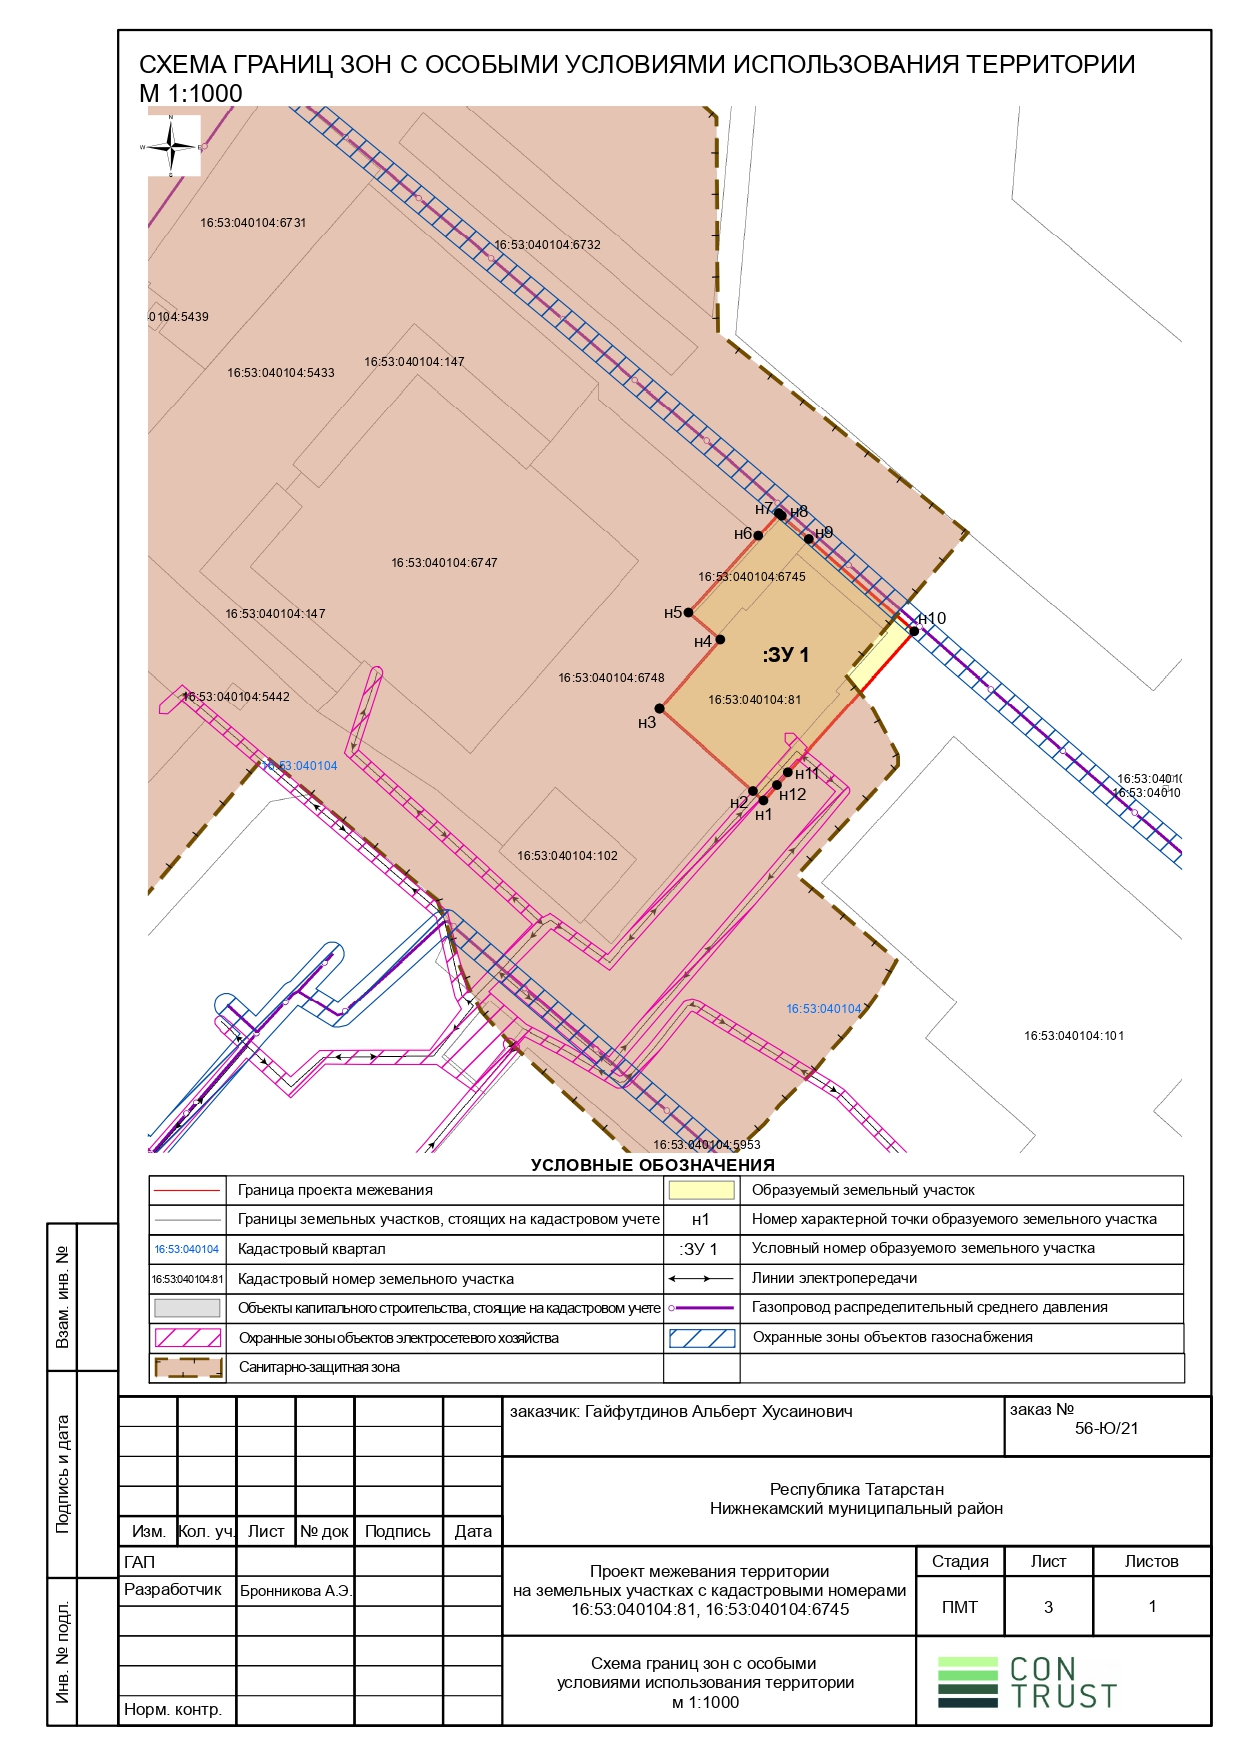 СХЕМА ГРАНИЦ ЗОН С ОСОБЫМИ УСЛОВИЯМИ ИСПОЛЬЗОВАНИЯ ТЕРРИТОРИИ
М 1:1000
N
W
E
S
16:53:040104:6731
16:53:040104:6732
0104:5439
16:53:040104:147
16:53:040104:5433
н7
н8
н6
н9
16:53:040104:6747
16:53:040104:6745
н5
16:53:040104:147
н10
н4
:ЗУ 1
16:53:040104:6748
16:53:040104:5442
16:53:040104:81
н3
16:53:040104
н11
н2
н12
н1
16:53:040104:102
16:53:040104
16:53:040104:101
16:53:040104:5953
УСЛОВНЫЕ ОБОЗНАЧЕНИЯ
Граница проекта межевания
Образуемый земельный участок
Границы земельных участков, стоящих на кадастровом учете
н1
Номер характерной точки образуемого земельного участка
16:53:040104
Кадастровый квартал
:ЗУ 1
Условный номер образуемого земельного участка
16:53:040104:81
Кадастровый номер земельного участка
Линии электропередачи
Объекты капитального строительства, стоящие на кадастровом учете
Газопровод распределительный среднего давления
Охранные зоны объектов электросетевого хозяйства
Охранные зоны объектов газоснабжения
Санитарно-защитная зона
Взам. инв. №
Подпись и дата
Инв. № подл.
заказчик: Гайфутдинов Альберт Хусаинович
заказ №
56-Ю/21
Республика Татарстан
Нижнекамский муниципальный район
Изм.
Кол. уч.
Лист
№ док
Подпись
Дата
ГАП
Разработчик
Бронникова А.Э.
Норм. контр.
Проект межевания территории
на земельных участках с кадастровыми номерами
16:53:040104:81, 16:53:040104:6745
Стадия
Лист
Листов
ПМТ
3
1
Схема границ зон с особыми
условиями использования территории
м 1:1000
CON
TRUST